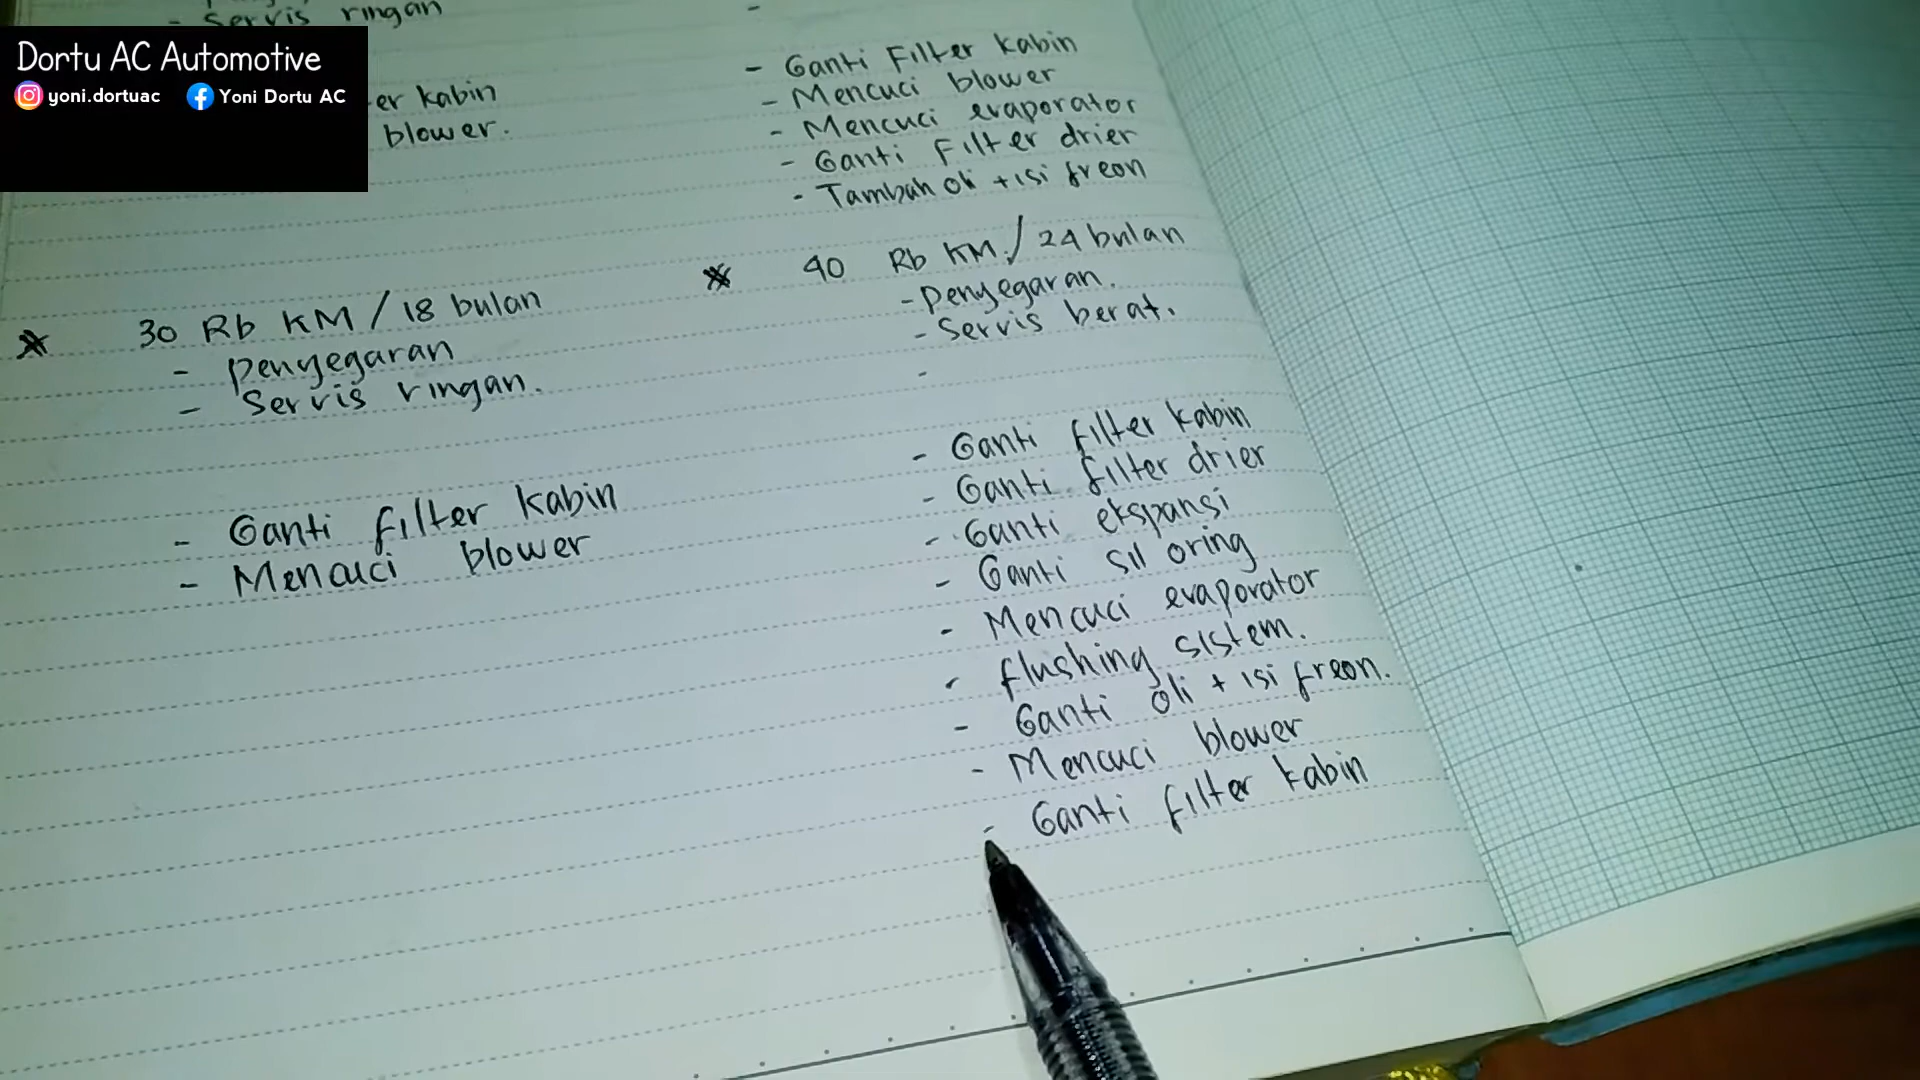 - Servis ringan
Dortu AC Automotive
yoni.dortuac
Yoni Dortu AC
er kabin
blower.
-
- Ganti Filter kabin
- Mencuci blower
- Mencuci evaporator
- Ganti Filter drier
- Tambah oli + isi freon
30 Rb KM / 18 bulan
- penyegaran
- Servis ringan.
- Ganti filter kabin
- Mencuci blower
40 Rb KM. / 24 bulan
- penyegaran.
- Servis berat.
-
- Ganti filter kabin
- Ganti filter drier
- Ganti ekspansi
- Ganti sil oring
- Mencuci evaporator
- flushing sistem.
- Ganti oli + isi freon.
- Mencuci blower
- Ganti filter kabin